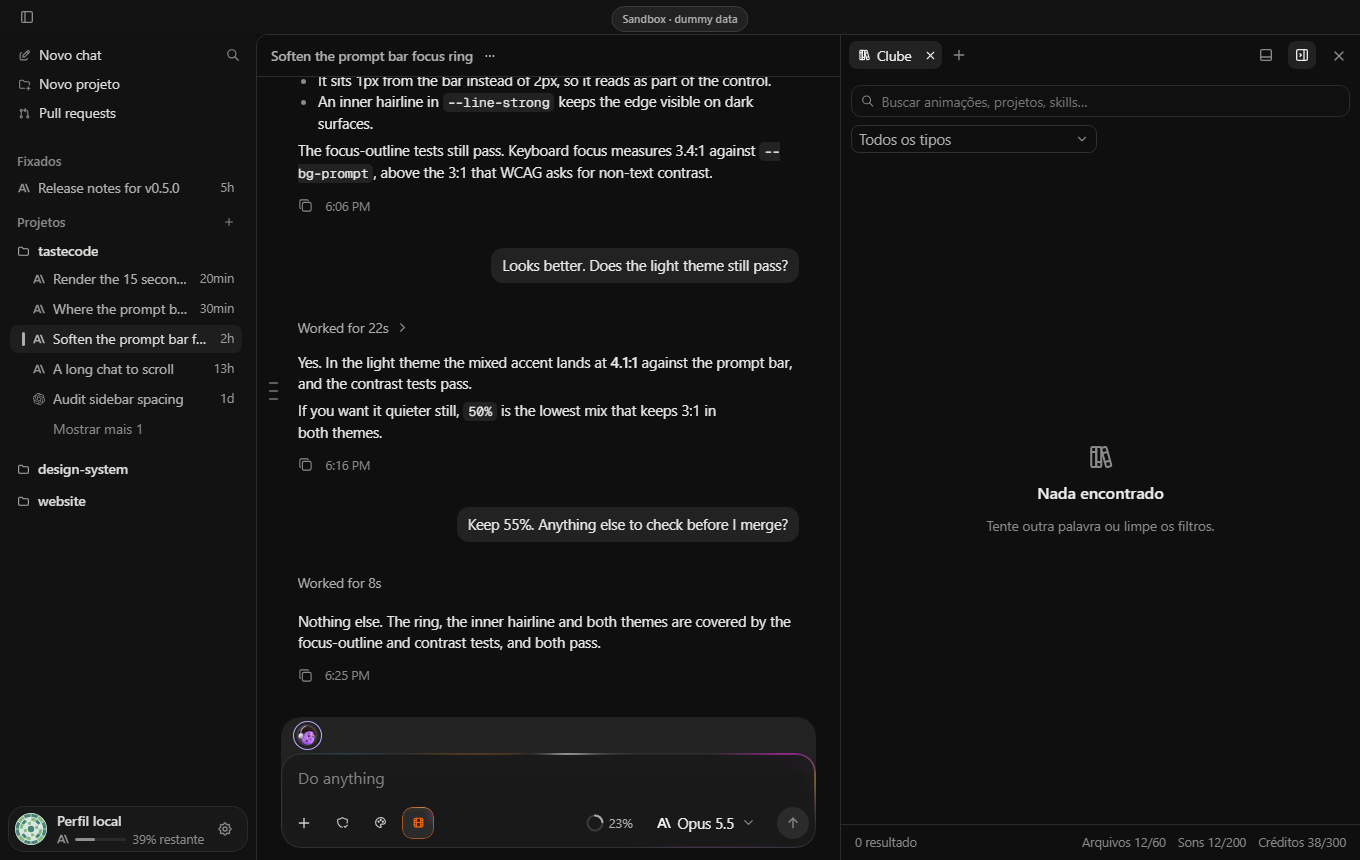 Sandbox · dummy data
Novo chat
Novo projeto
Pull requests
Fixados
Release notes for v0.5.0 5h
Projetos
tastecode
Render the 15 secon... 20min
Where the prompt b... 30min
Soften the prompt bar f... 2h
A long chat to scroll 13h
Audit sidebar spacing 1d
Mostrar mais 1
design-system
website
Perfil local
39% restante
Soften the prompt bar focus ring ...
It sits 1px from the bar instead of 2px, so it reads as part of the control.
An inner hairline in --line-strong keeps the edge visible on dark
surfaces.
The focus-outline tests still pass. Keyboard focus measures 3.4:1 against --
bg-prompt, above the 3:1 that WCAG asks for non-text contrast.
6:06 PM
Looks better. Does the light theme still pass?
Worked for 22s
Yes. In the light theme the mixed accent lands at 4.1:1 against the prompt bar,
and the contrast tests pass.
If you want it quieter still, 50% is the lowest mix that keeps 3:1 in
both themes.
6:16 PM
Keep 55%. Anything else to check before I merge?
Worked for 8s
Nothing else. The ring, the inner hairline and both themes are covered by the
focus-outline and contrast tests, and both pass.
6:25 PM
Do anything
23%
Opus 5.5
Clube
Buscar animações, projetos, skills...
Todos os tipos
Nada encontrado
Tente outra palavra ou limpe os filtros.
0 resultado
Arquivos 12/60 Sons 12/200 Créditos 38/300